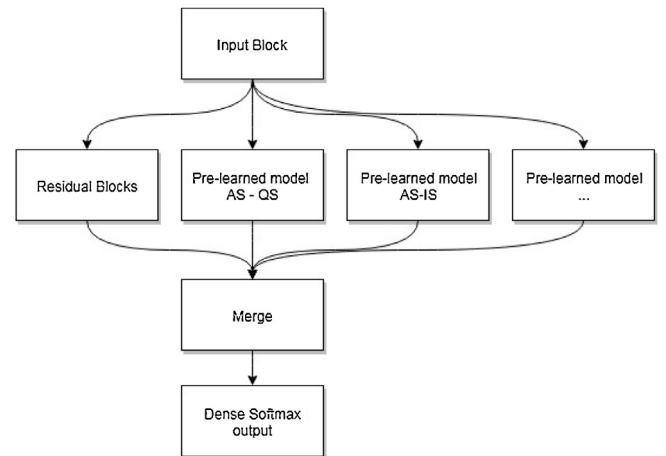 Input Block
Residual Blocks
Pre-learned model
AS - QS
Pre-learned model
AS-IS
Pre-learned model
...
Merge
Dense Softmax
output